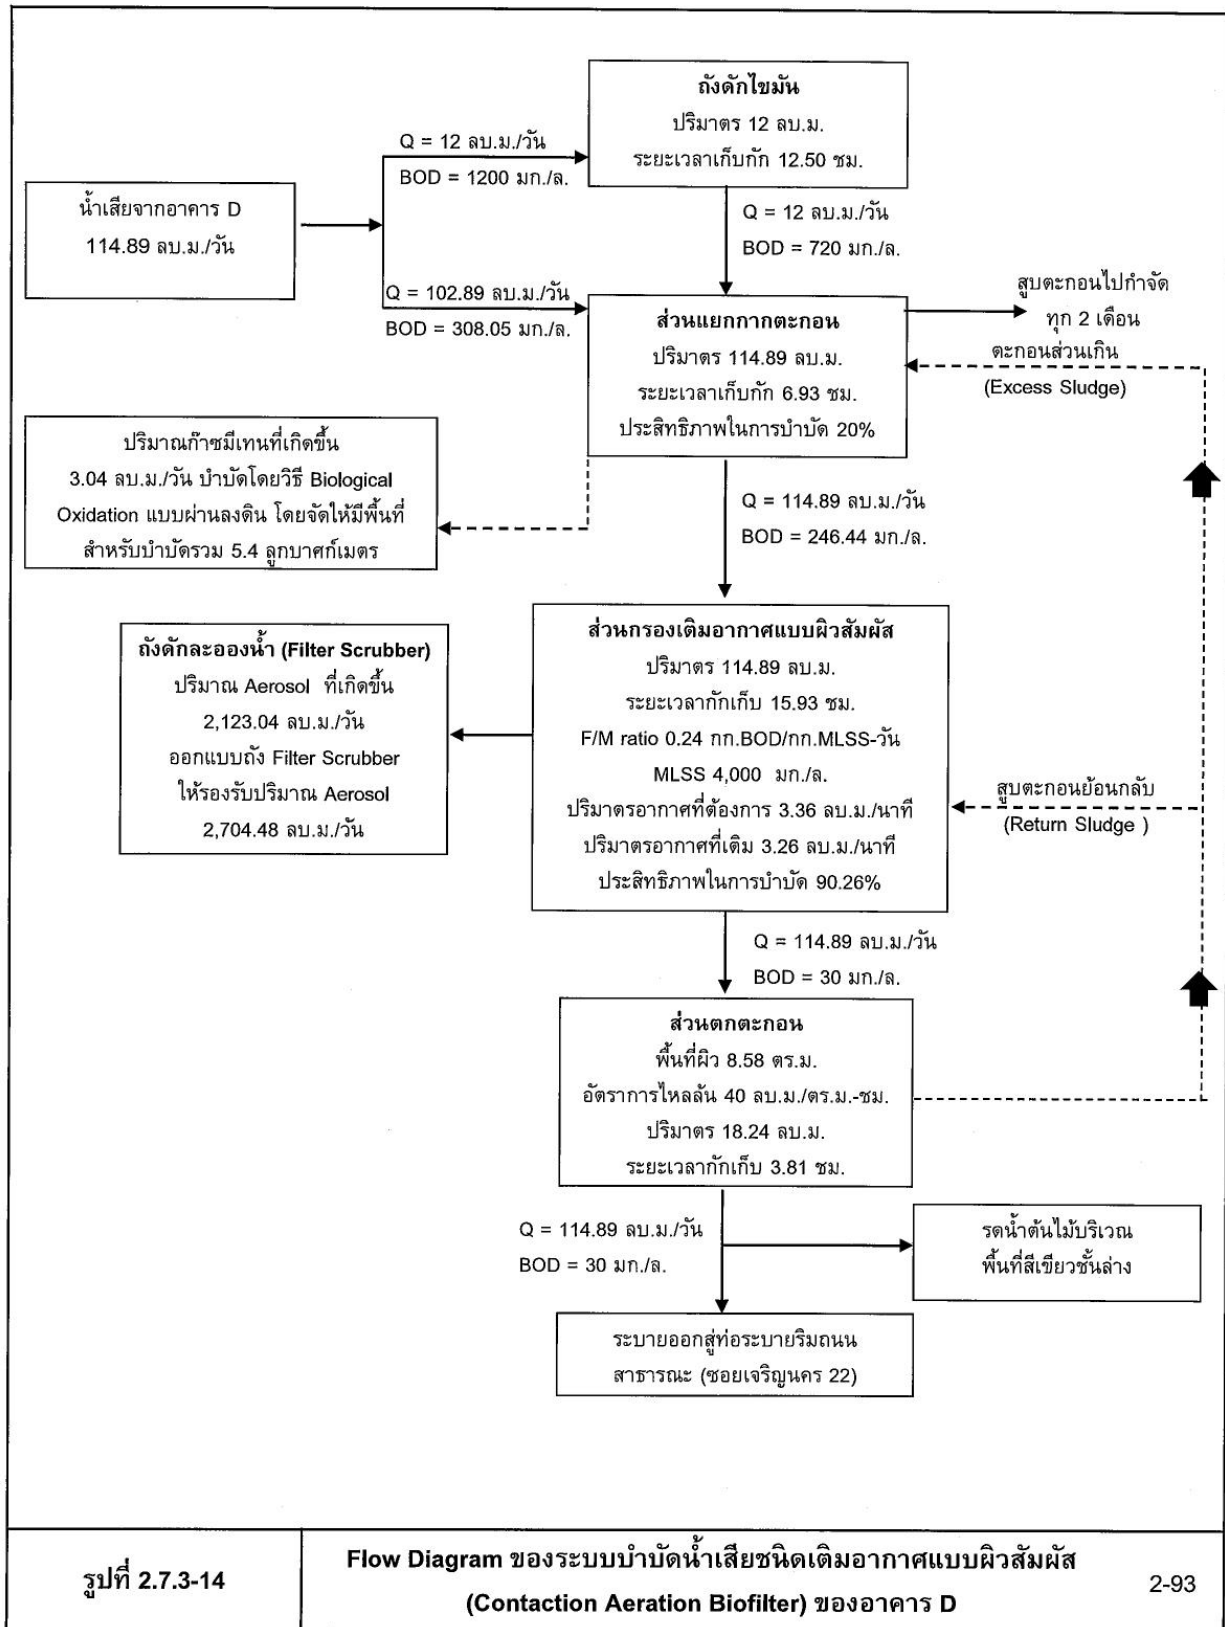 ถังดักไขมัน
ปริมาตร 12 ลบ.ม.
ระยะเวลาเก็บกัก 12.50 ชม.
Q = 12 ลบ.ม./วัน
BOD = 1200 มก./ล.
น้ำเสียจากอาคาร D
114.89 ลบ.ม./วัน
Q = 12 ลบ.ม./วัน
BOD = 720 มก./ล.
Q = 102.89 ลบ.ม./วัน
BOD = 308.05 มก./ล.
ส่วนแยกกากตะกอน
ปริมาตร 114.89 ลบ.ม.
ระยะเวลาเก็บกัก 6.93 ชม.
ประสิทธิภาพในการบำบัด 20%
สูบตะกอนไปกำจัด
ทุก 2 เดือน
ตะกอนส่วนเกิน
(Excess Sludge)
ปริมาณก๊าซมีเทนที่เกิดขึ้น
3.04 ลบ.ม./วัน บำบัดโดยวิธี Biological
Oxidation แบบผ่านลงดิน โดยจัดให้มีพื้นที่
สำหรับบำบัดรวม 5.4 ลูกบาศก์เมตร
Q = 114.89 ลบ.ม./วัน
BOD = 246.44 มก./ล.
ถังดักละอองน้ำ (Filter Scrubber)
ปริมาณ Aerosol ที่เกิดขึ้น
2,123.04 ลบ.ม./วัน
ออกแบบถัง Filter Scrubber
ให้รองรับปริมาณ Aerosol
2,704.48 ลบ.ม./วัน
ส่วนกรองเติมอากาศแบบผิวสัมผัส
ปริมาตร 114.89 ลบ.ม.
ระยะเวลากักเก็บ 15.93 ชม.
F/M ratio 0.24 กก.BOD/กก.MLSS-วัน
MLSS 4,000 มก./ล.
ปริมาตรอากาศที่ต้องการ 3.36 ลบ.ม./นาที
ปริมาตรอากาศที่เติม 3.26 ลบ.ม./นาที
ประสิทธิภาพในการบำบัด 90.26%
สูบตะกอนย้อนกลับ
(Return Sludge )
Q = 114.89 ลบ.ม./วัน
BOD = 30 มก./ล.
ส่วนตกตะกอน
พื้นที่ผิว 8.58 ตร.ม.
อัตราการไหลล้น 40 ลบ.ม./ตร.ม.-ชม.
ปริมาตร 18.24 ลบ.ม.
ระยะเวลากักเก็บ 3.81 ชม.
Q = 114.89 ลบ.ม./วัน
BOD = 30 มก./ล.
รดน้ำต้นไม้บริเวณ
พื้นที่สีเขียวชั้นล่าง
ระบายออกสู่ท่อระบายริมถนน
สาธารณะ (ซอยเจริญนคร 22)
รูปที่ 2.7.3-14
Flow Diagram ของระบบบำบัดน้ำเสียชนิดเติมอากาศแบบผิวสัมผัส
(Contaction Aeration Biofilter) ของอาคาร D
2-93